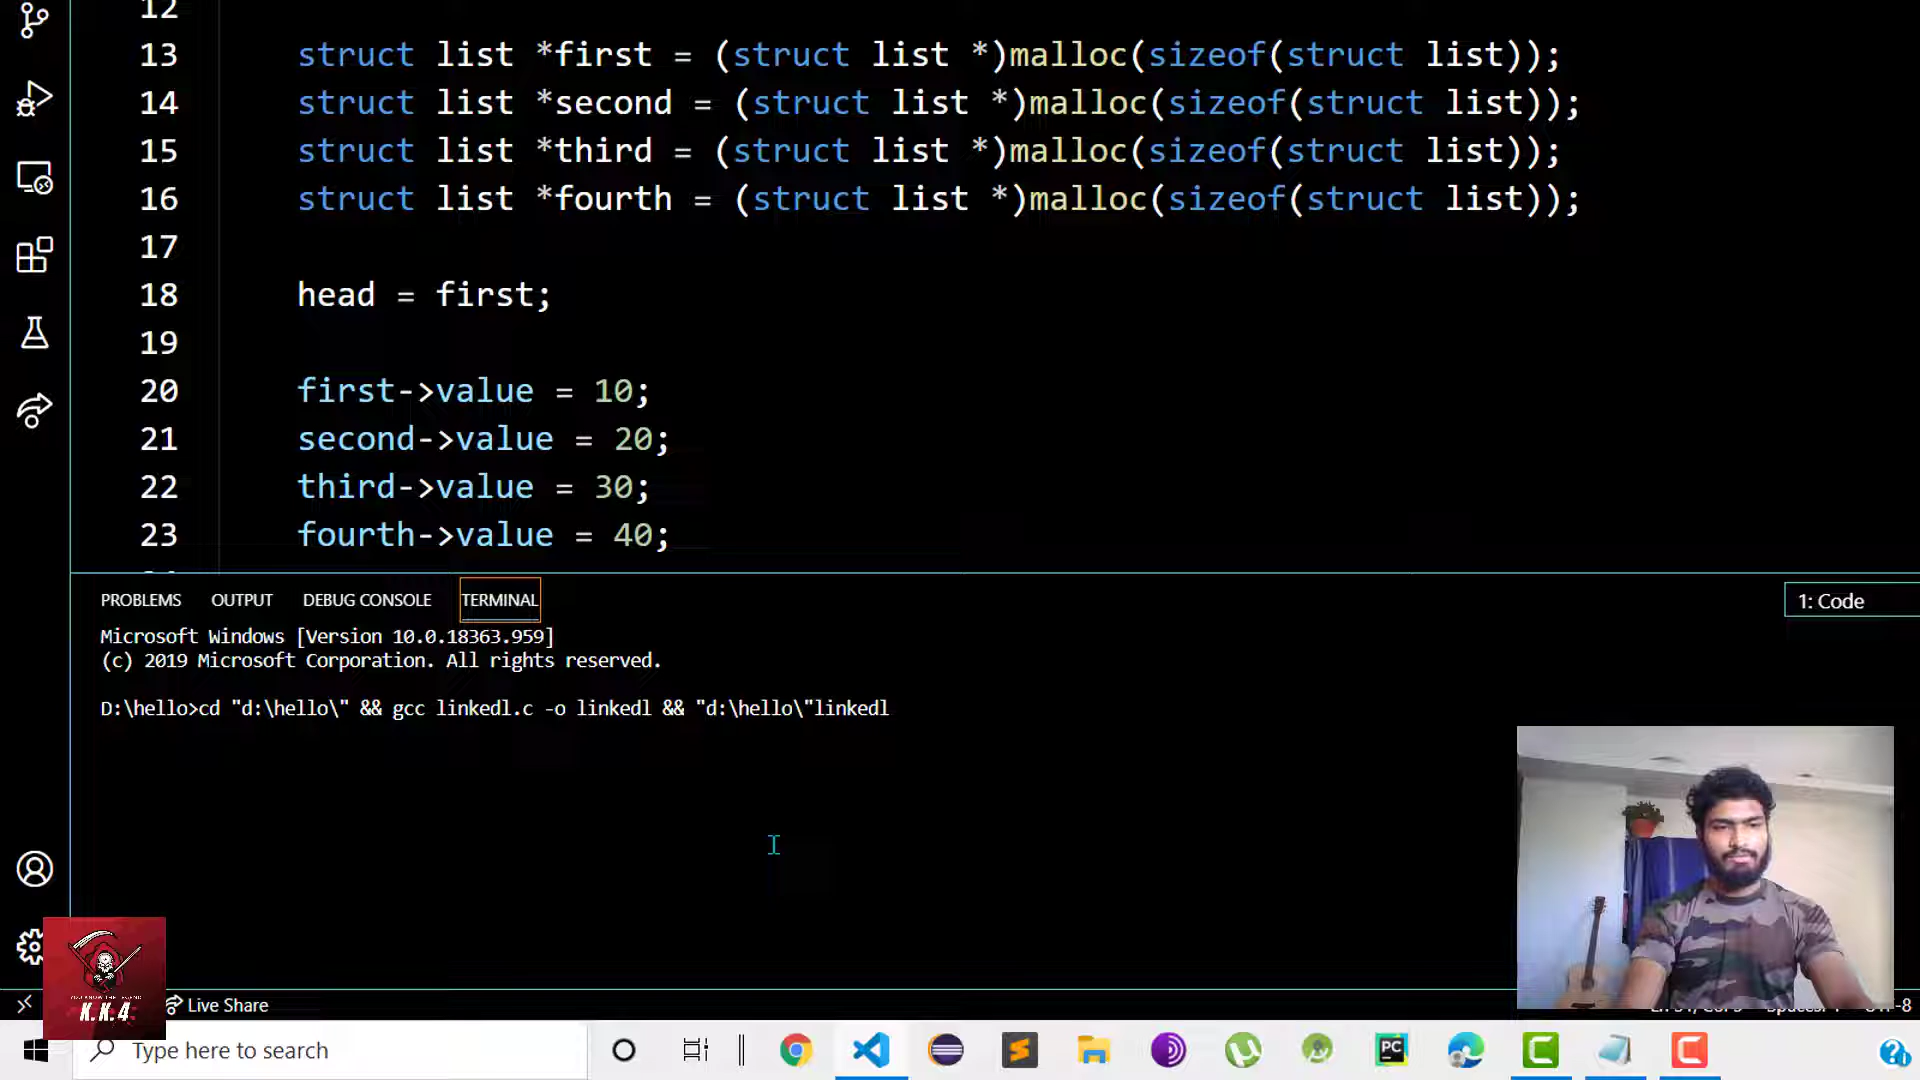 12
13 struct list *first = (struct list *)malloc(sizeof(struct list));
14 struct list *second = (struct list *)malloc(sizeof(struct list));
15 struct list *third = (struct list *)malloc(sizeof(struct list));
16 struct list *fourth = (struct list *)malloc(sizeof(struct list));
17
18 head = first;
19
20 first->value = 10;
21 second->value = 20;
22 third->value = 30;
23 fourth->value = 40;
PROBLEMS OUTPUT DEBUG CONSOLE TERMINAL 1: Code
Microsoft Windows [Version 10.0.18363.959]
(c) 2019 Microsoft Corporation. All rights reserved.
D:\hello>cd "d:\hello\" && gcc linkedl.c -o linkedl && "d:\hello\"linkedl
YOU KNOW THE LEGEND
K.K.4
Live Share
Type here to search
PC